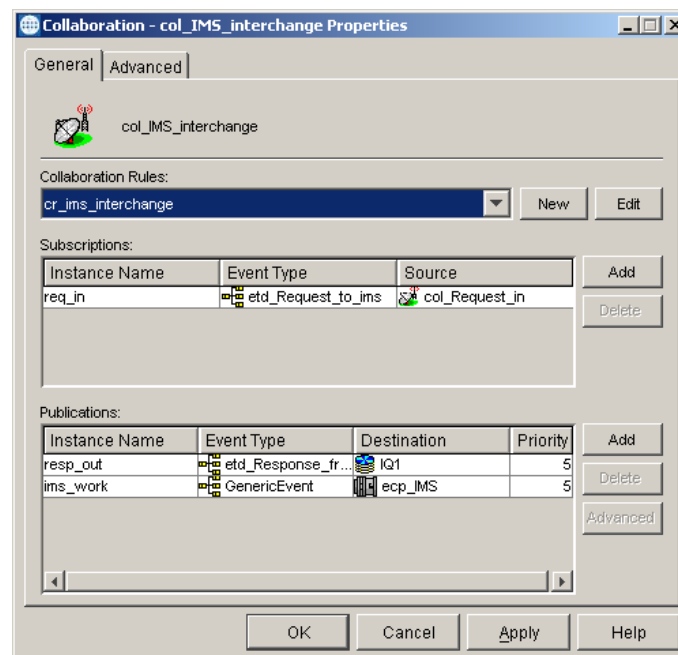 Collaboration - col_IMS_interchange Properties
General Advanced
col_IMS_interchange
Collaboration Rules:
cr_ims_interchange New Edit
Subscriptions:
Instance Name Event Type Source Add
req_in etd_Request_to_ims col_Request_in
Delete
Publications:
Instance Name Event Type Destination Priority Add
resp_out etd_Response_fr... IQ1 5
ims_work GenericEvent ecp_IMS 5
Delete
Advanced
OK Cancel Apply Help